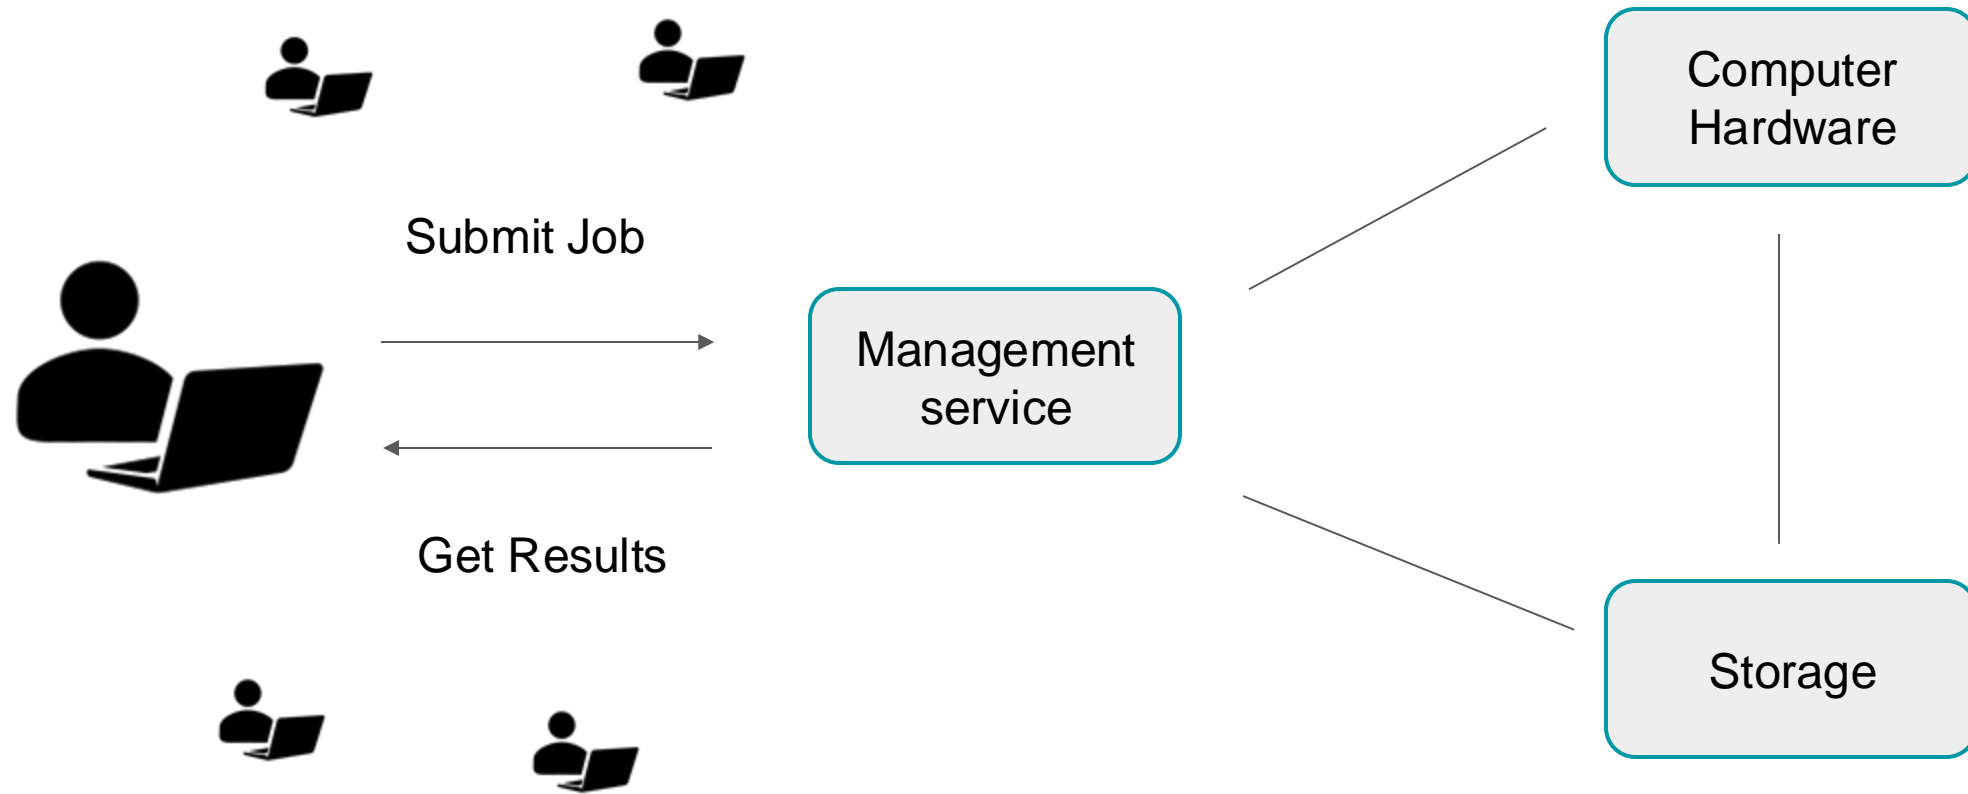 Computer
Hardware
Submit Job
Management
service
Get Results
Storage